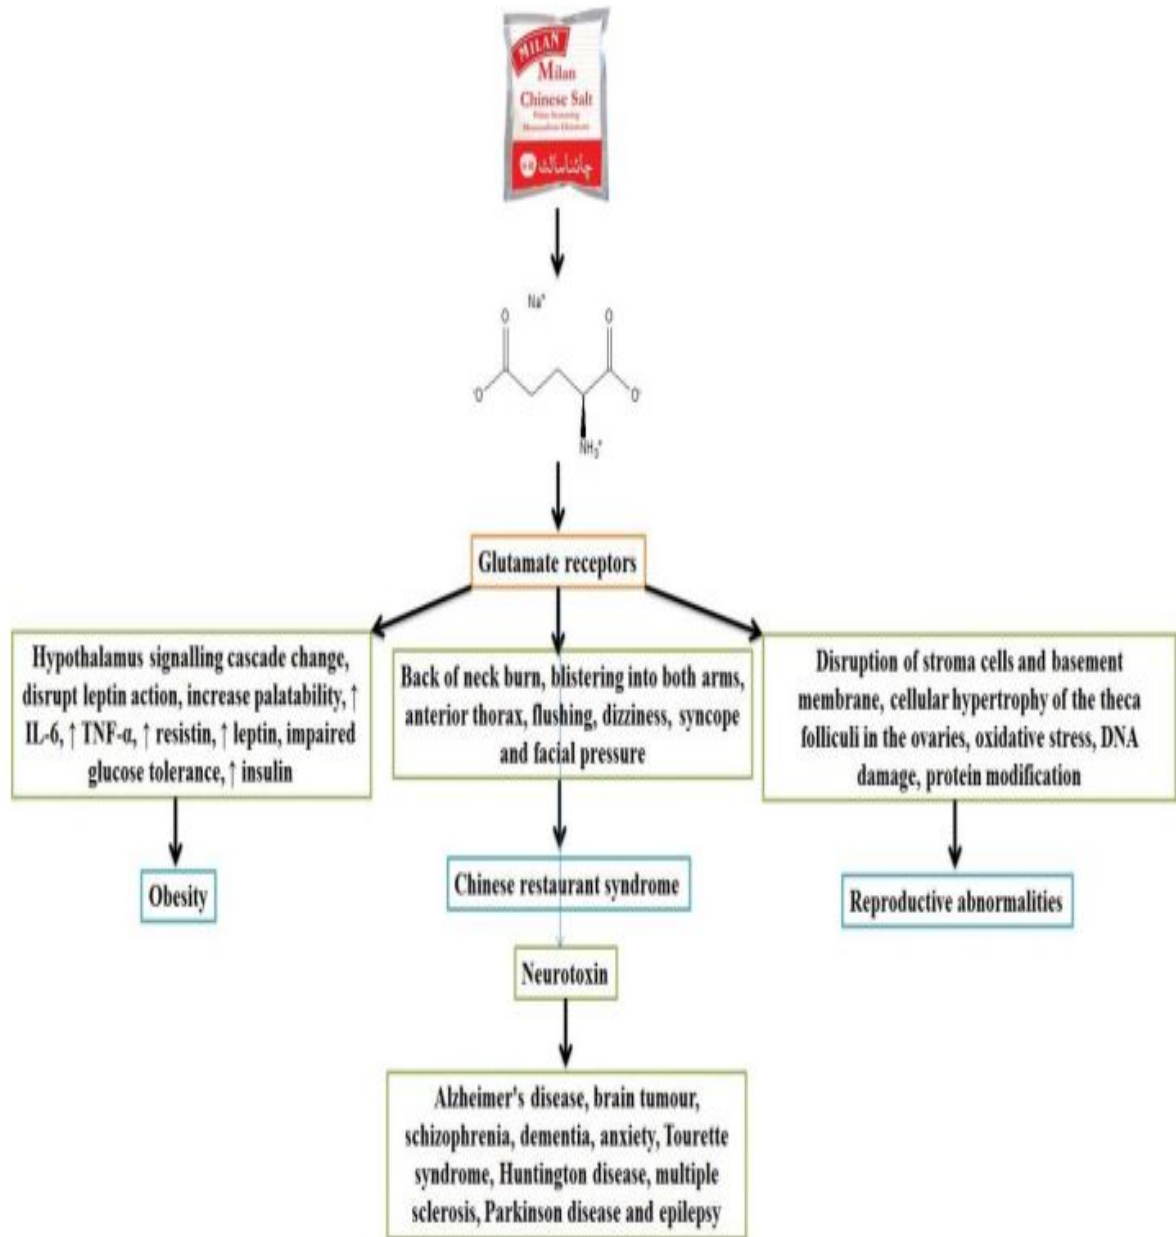 MILAN
Milan
Chinese Salt
چائنا سالٹ
Na⁺
O
O
⁻O
O⁻
NH₃⁺
Glutamate receptors
Hypothalamus signalling cascade change,
disrupt leptin action, increase palatability, ↑
IL-6, ↑ TNF-α, ↑ resistin, ↑ leptin, impaired
glucose tolerance, ↑ insulin
Back of neck burn, blistering into both arms,
anterior thorax, flushing, dizziness, syncope
and facial pressure
Disruption of stroma cells and basement
membrane, cellular hypertrophy of the theca
folliculi in the ovaries, oxidative stress, DNA
damage, protein modification
Obesity
Chinese restaurant syndrome
Reproductive abnormalities
Neurotoxin
Alzheimer's disease, brain tumour,
schizophrenia, dementia, anxiety, Tourette
syndrome, Huntington disease, multiple
sclerosis, Parkinson disease and epilepsy